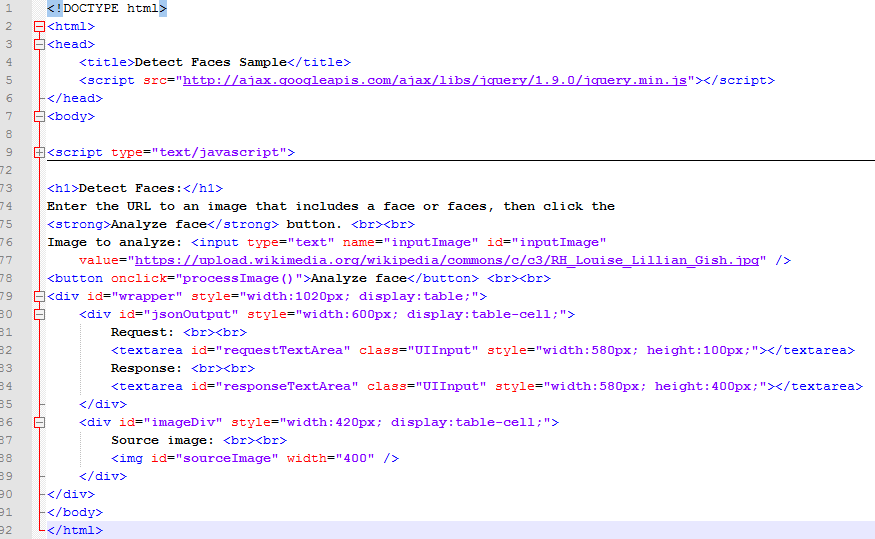 1 <!DOCTYPE html>
2 <html>
3 <head>
4     <title>Detect Faces Sample</title>
5     <script src="http://ajax.googleapis.com/ajax/libs/jquery/1.9.0/jquery.min.js"></script>
6 </head>
7 <body>
8
9 <script type="text/javascript">
72
73 <h1>Detect Faces:</h1>
74 Enter the URL to an image that includes a face or faces, then click the
75 <strong>Analyze face</strong> button. <br><br>
76 Image to analyze: <input type="text" name="inputImage" id="inputImage"
77     value="https://upload.wikimedia.org/wikipedia/commons/c/c3/RH_Louise_Lillian_Gish.jpg" />
78 <button onclick="processImage()">Analyze face</button> <br><br>
79 <div id="wrapper" style="width:1020px; display:table;">
80     <div id="jsonOutput" style="width:600px; display:table-cell;">
81         Request: <br><br>
82         <textarea id="requestTextArea" class="UIInput" style="width:580px; height:100px;"></textarea>
83         Response: <br><br>
84         <textarea id="responseTextArea" class="UIInput" style="width:580px; height:400px;"></textarea>
85     </div>
86     <div id="imageDiv" style="width:420px; display:table-cell;">
87         Source image: <br><br>
88         <img id="sourceImage" width="400" />
89     </div>
90 </div>
91 </body>
92 </html>